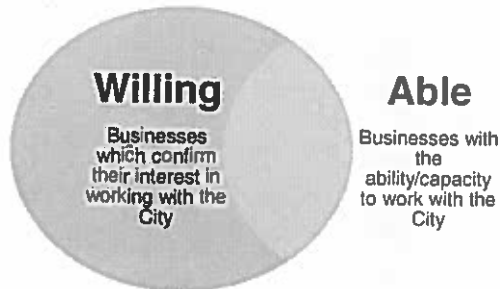 Willing
Businesses
which confirm
their interest in
working with the
City
Able
Businesses with
the
ability/capacity
to work with the
City